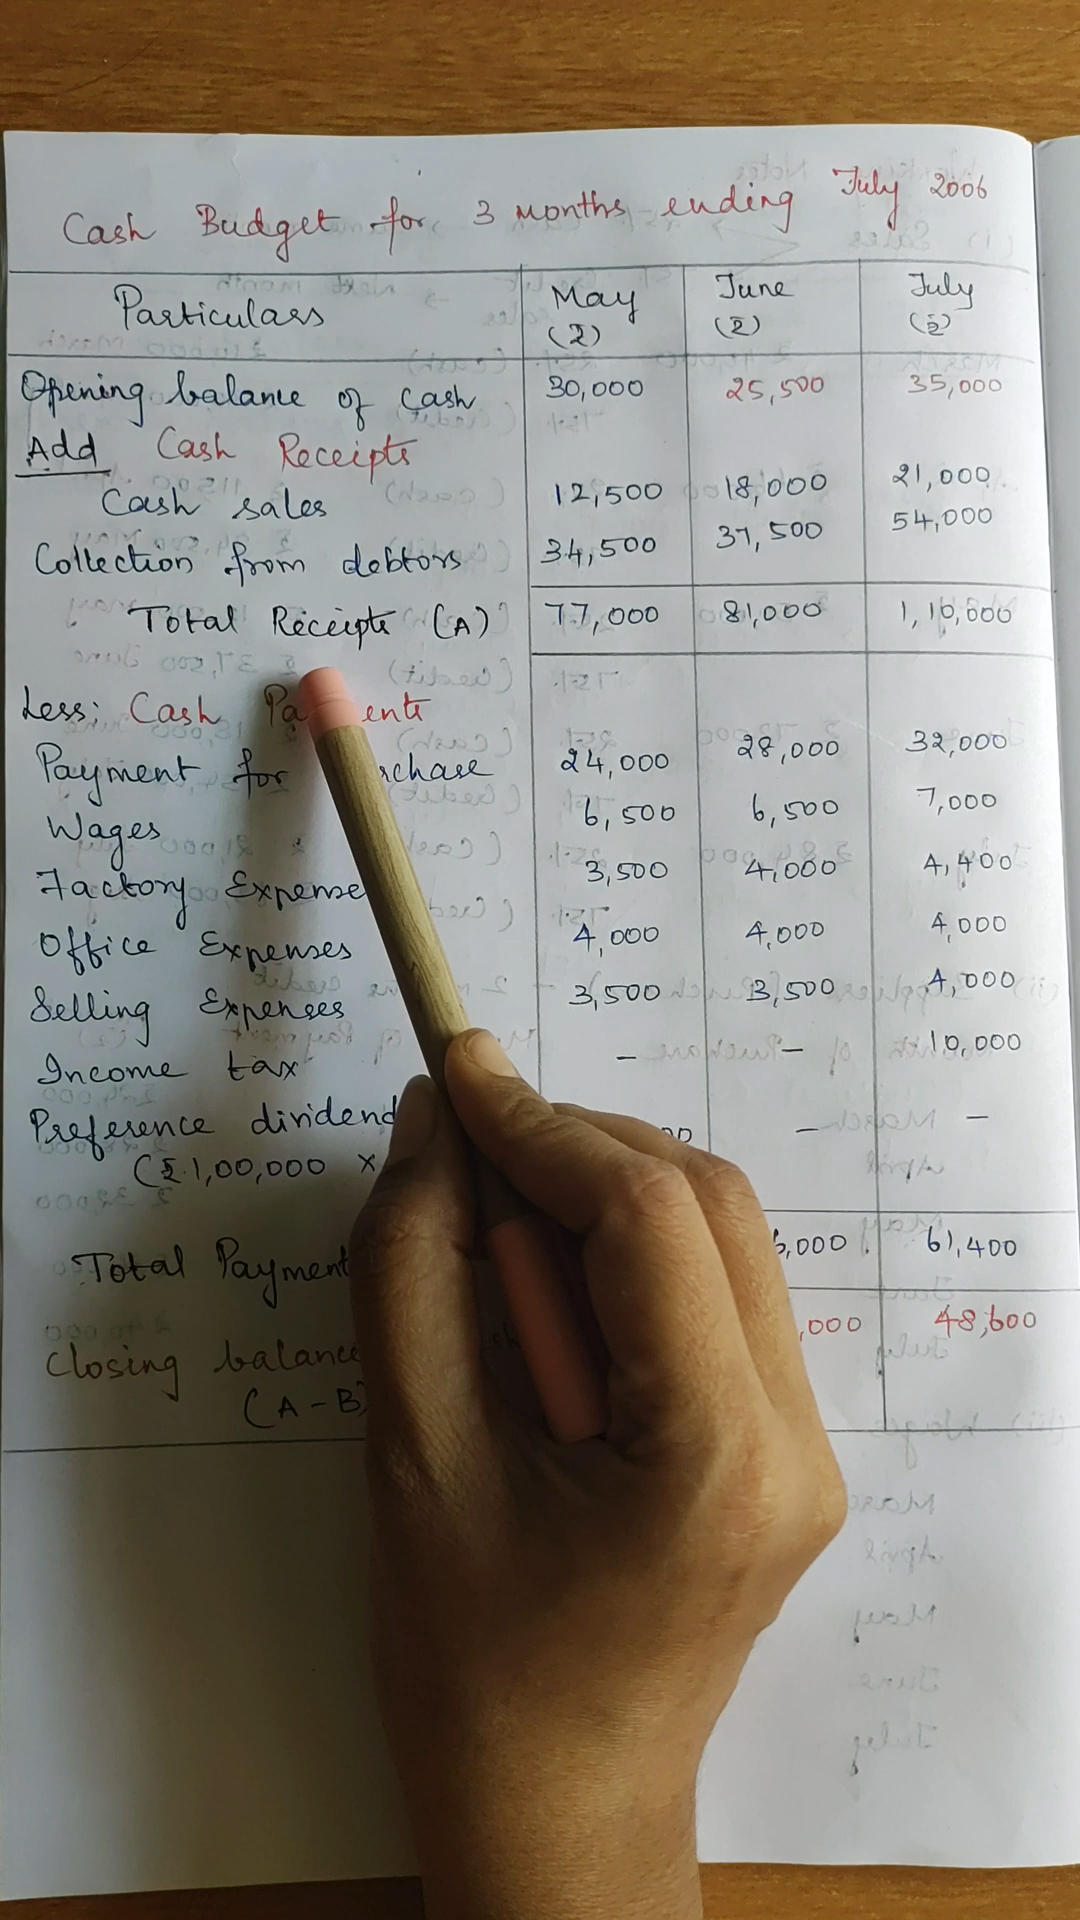 Cash Budget for 3 months ending July 2006
Particulars May June July
(₹) (₹) (₹)
Opening balance of cash 30,000 25,500 35,000
Add Cash Receipts
Cash sales 12,500 18,000 21,000
Collection from debtors 34,500 37,500 54,000
Total Receipts (A) 77,000 81,000 1,10,000
Less: Cash
Payment for 24,000 28,000 32,000
Wages 6,500 6,500 7,000
Factory Expense 3,500 4,000 4,400
Office Expenses 4,000 4,000 4,000
Selling Expenses 3,500 3,500 4,000
Income tax - - 10,000
Preference dividend - -
(₹.1,00,000 ×
Total Payment 61,400
Closing balance 48,600
(A-B)